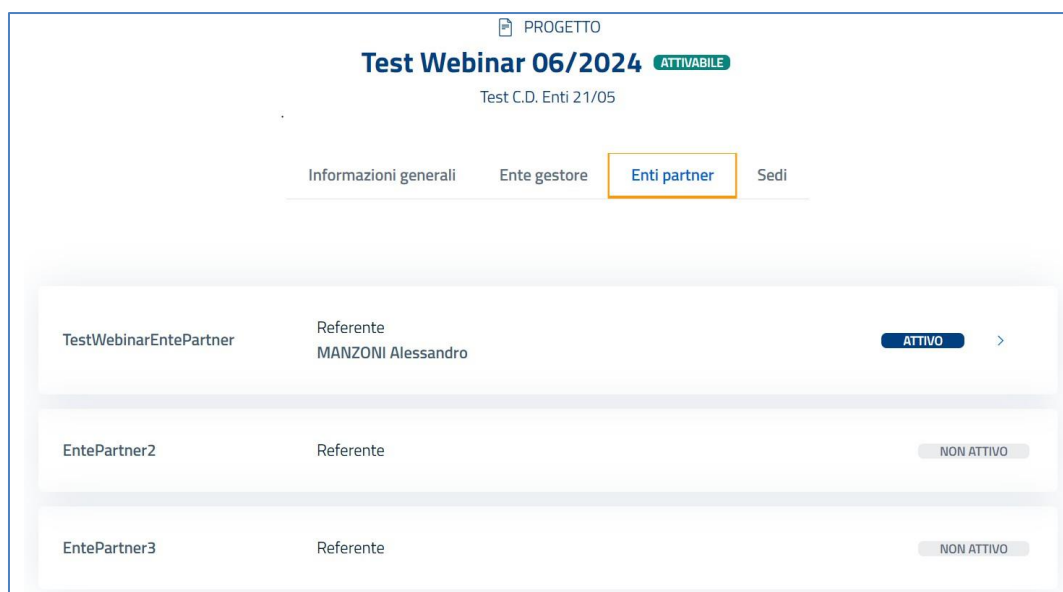 PROGETTO
Test Webinar 06/2024 ATTIVABILE
Test C.D. Enti 21/05
.
Informazioni generali Ente gestore Enti partner Sedi
TestWebinarEntePartner Referente ATTIVO
MANZONI Alessandro
EntePartner2 Referente NON ATTIVO
EntePartner3 Referente NON ATTIVO